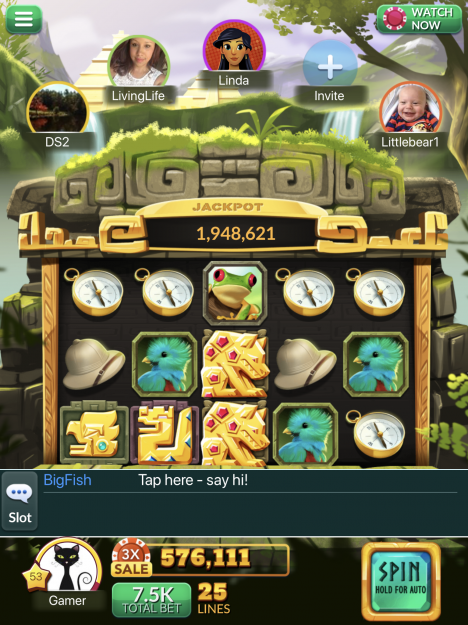 WATCH
NOW
Linda
LivingLife
Invite
DS2
Littlebear1
JACKPOT
1,948,621
BigFish Tap here - say hi!
Slot
3X
SALE
576,111
53
Gamer
7.5K
TOTAL BET
25
LINES
SPIN
HOLD FOR AUTO